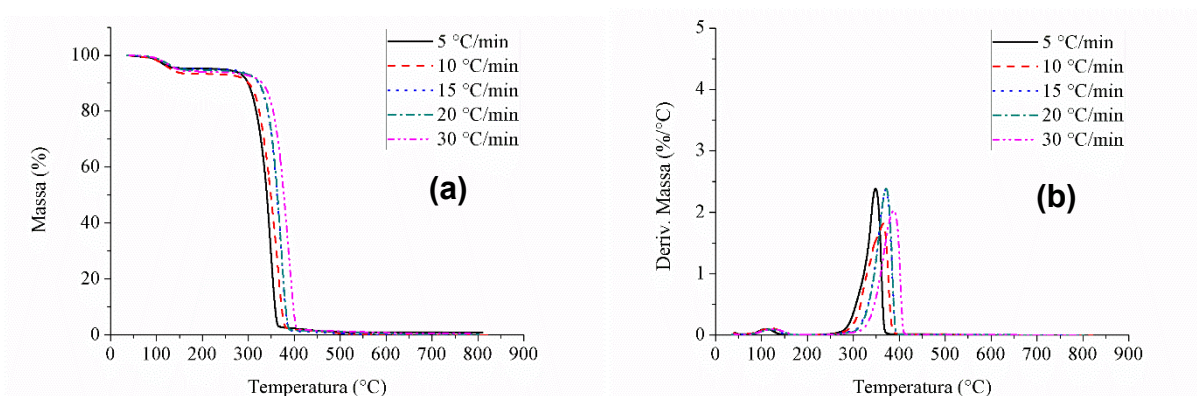 100
80
60
40
20
0
Massa (%)
0 100 200 300 400 500 600 700 800 900
Temperatura (°C)
5 °C/min
10 °C/min
15 °C/min
20 °C/min
30 °C/min
(a)
5
4
3
2
1
0
Deriv. Massa (%/°C)
0 100 200 300 400 500 600 700 800 900
Temperatura (°C)
5 °C/min
10 °C/min
15 °C/min
20 °C/min
30 °C/min
(b)